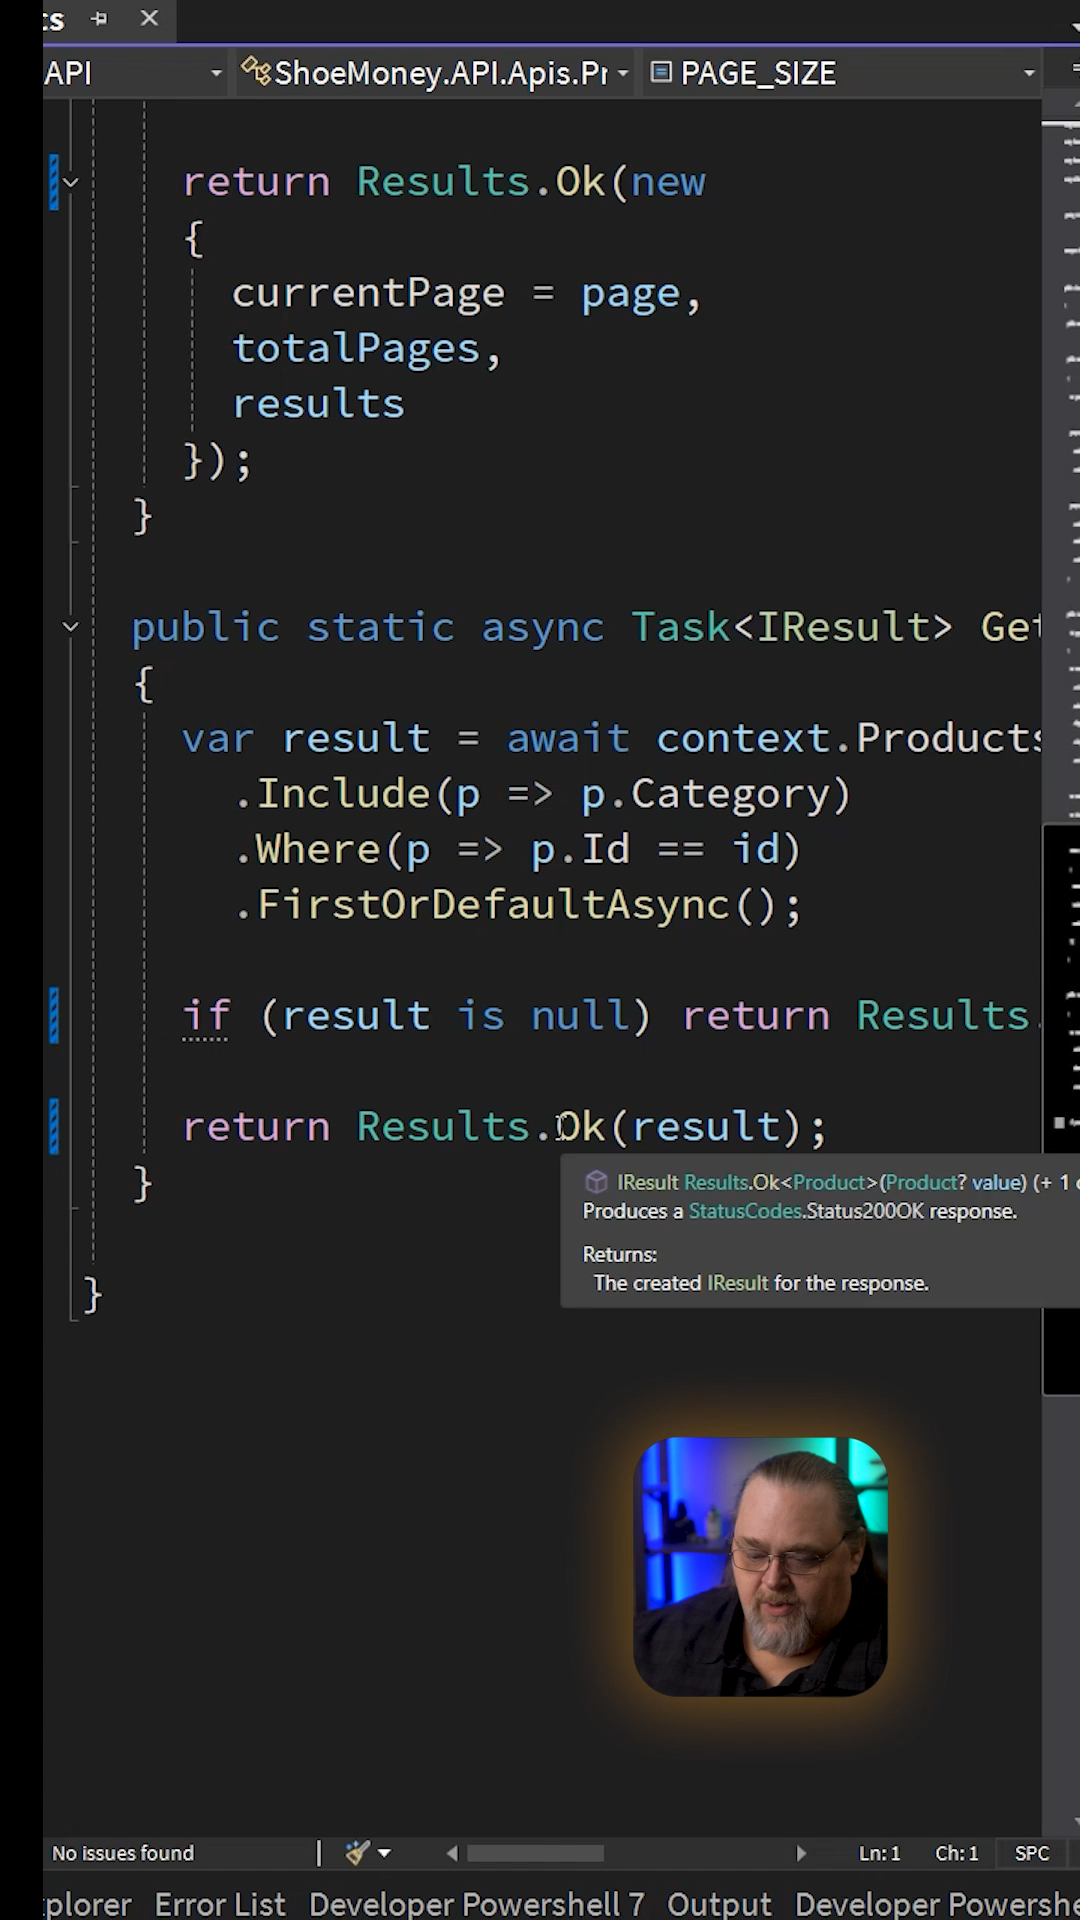 cs
API ShoeMoney.API.Apis.Pr PAGE_SIZE
return Results.Ok(new
{
currentPage = page,
totalPages,
results
});
}
public static async Task<IResult> Get
{
var result = await context.Products
.Include(p => p.Category)
.Where(p => p.Id == id)
.FirstOrDefaultAsync();
if (result is null) return Results.
return Results.Ok(result);
}
IResult Results.Ok<Product>(Product? value) (+ 1 o
Produces a StatusCodes.Status200OK response.
Returns:
The created IResult for the response.
}
No issues found Ln: 1 Ch: 1 SPC
xplorer Error List Developer Powershell 7 Output Developer Powershe